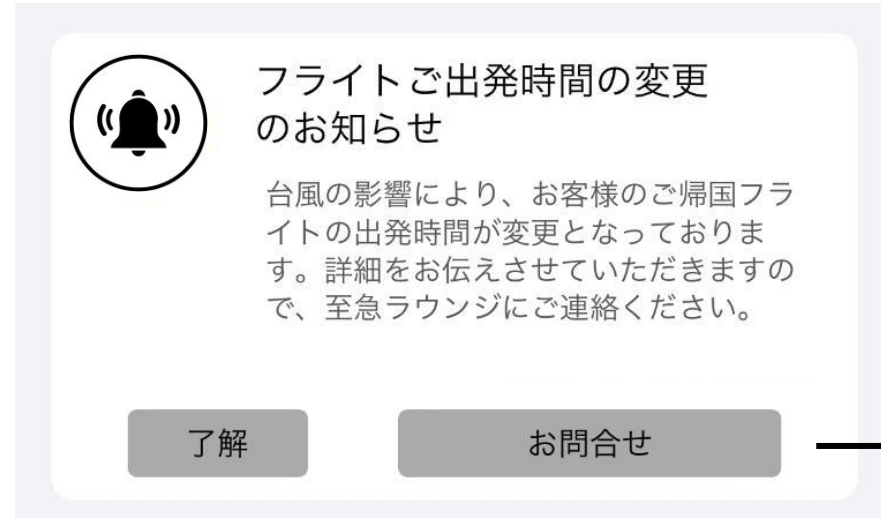 フライトご出発時間の変更
のお知らせ
台風の影響により、お客様のご帰国フラ
イトの出発時間が変更となっておりま
す。詳細をお伝えさせていただきますの
で、至急ラウンジにご連絡ください。
了解
お問合せ